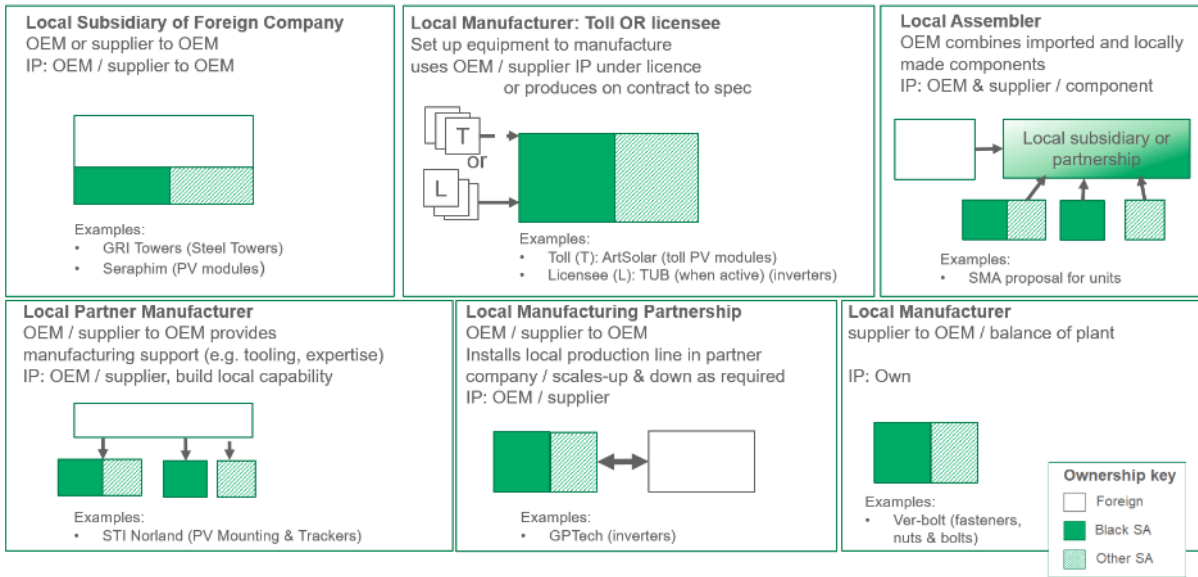 Local Subsidiary of Foreign Company
OEM or supplier to OEM
IP: OEM / supplier to OEM
Examples:
• GRI Towers (Steel Towers)
• Seraphim (PV modules)
Local Manufacturer: Toll OR licensee
Set up equipment to manufacture
uses OEM / supplier IP under licence
or produces on contract to spec
T
or
L
Examples:
• Toll (T): ArtSolar (toll PV modules)
• Licensee (L): TUB (when active) (inverters)
Local Assembler
OEM combines imported and locally
made components
IP: OEM & supplier / component
Local subsidiary or
partnership
Examples:
• SMA proposal for units
Local Partner Manufacturer
OEM / supplier to OEM provides
manufacturing support (e.g. tooling, expertise)
IP: OEM / supplier, build local capability
Examples:
• STI Norland (PV Mounting & Trackers)
Local Manufacturing Partnership
OEM / supplier to OEM
Installs local production line in partner
company / scales-up & down as required
IP: OEM / supplier
Examples:
• GPTech (inverters)
Local Manufacturer
supplier to OEM / balance of plant
IP: Own
Examples:
• Ver-bolt (fasteners,
nuts & bolts)
Ownership key
Foreign
Black SA
Other SA